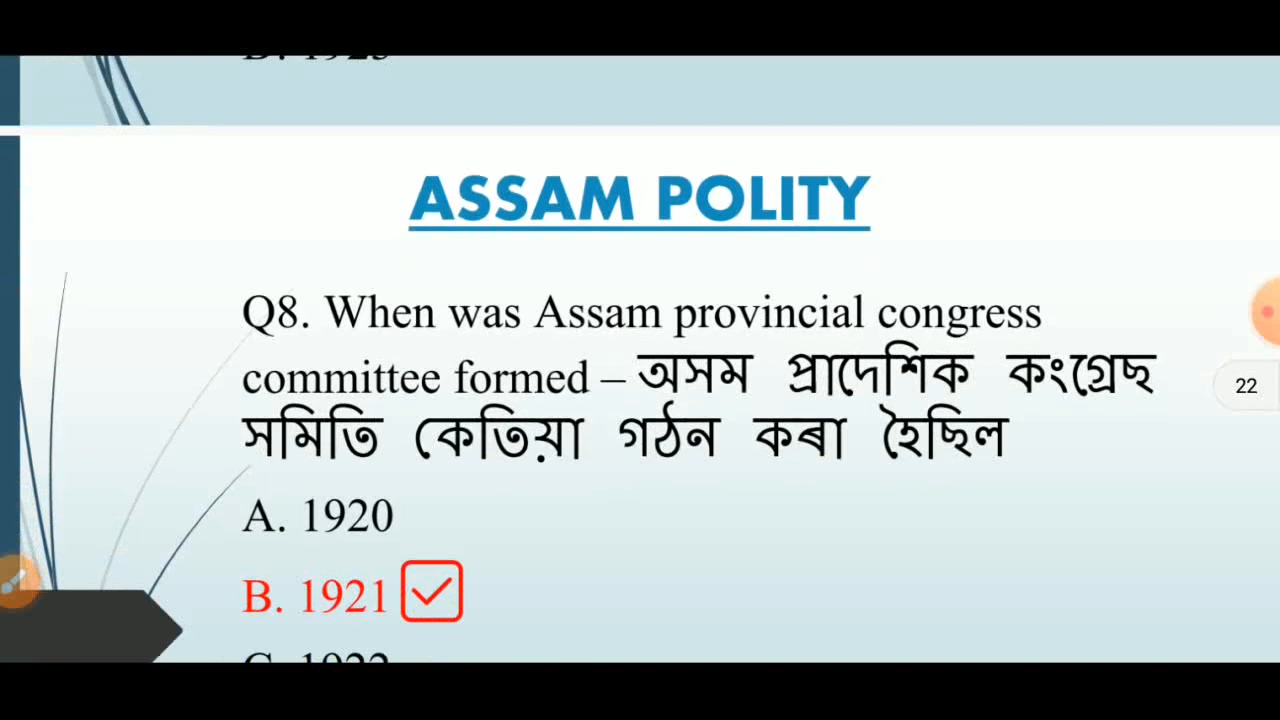 ASSAM POLITY
Q8. When was Assam provincial congress
committee formed – অসম প্ৰাদেশিক কংগ্ৰেছ
সমিতি কেতিয়া গঠন কৰা হৈছিল
22
A. 1920
B. 1921